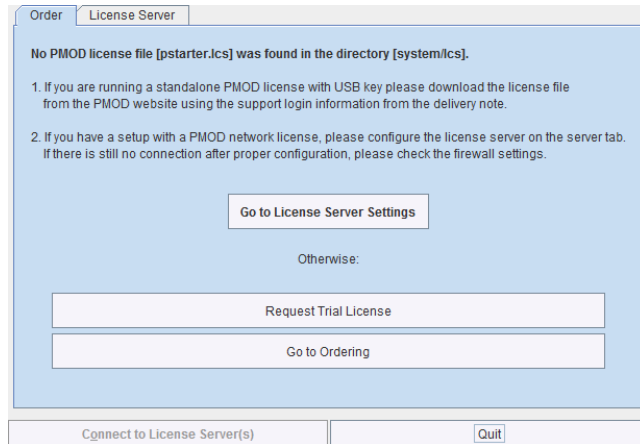 Order
License Server
No PMOD license file [pstarter.lcs] was found in the directory [system/lcs].
1. If you are running a standalone PMOD license with USB key please download the license file
from the PMOD website using the support login information from the delivery note.
2. If you have a setup with a PMOD network license, please configure the license server on the server tab.
If there is still no connection after proper configuration, please check the firewall settings.
Go to License Server Settings
Otherwise:
Request Trial License
Go to Ordering
Connect to License Server(s)
Quit